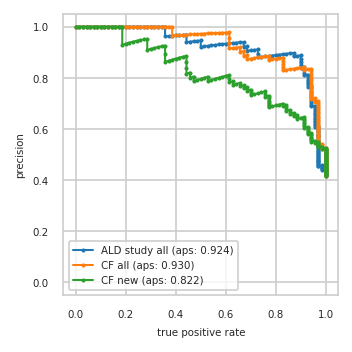 precision
1.0
0.8
0.6
0.4
0.2
0.0
ALD study all (aps: 0.924)
CF all (aps: 0.930)
CF new (aps: 0.822)
0.0 0.2 0.4 0.6 0.8 1.0
true positive rate